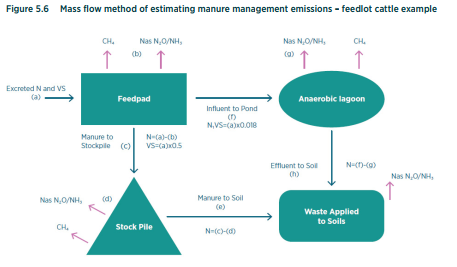 Figure 5.6 Mass flow method of estimating manure management emissions – feedlot cattle example
CH₄
Nas N₂O/NH₃
(b)
Nas N₂O/NH₃
(g)
CH₄
Excreted N and VS
(a)
Feedpad
Anaerobic lagoon
Influent to Pond
(f)
N,VS=(a)x0.018
Manure to
Stockpile
(c)
N=(a)-(b)
VS=(a)x0.5
Effluent to Soil
(h)
N=(f)-(g)
Nas N₂O/NH₃
Nas N₂O/NH₃
(d)
CH₄
Stock Pile
Manure to Soil
(e)
N=(c)-(d)
Waste Applied
to Soils